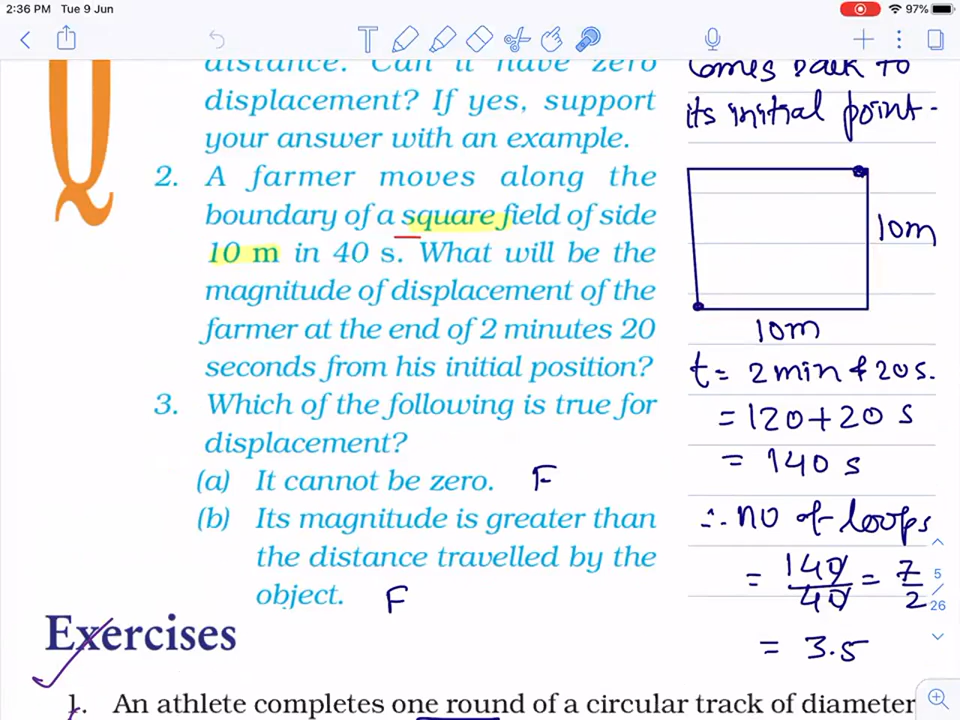 2:36 PM Tue 9 Jun
97%
T
Q
distance. Can it have zero
displacement? If yes, support
your answer with an example.
2. A farmer moves along the
boundary of a square field of side
10 m in 40 s. What will be the
magnitude of displacement of the
farmer at the end of 2 minutes 20
seconds from his initial position?
3. Which of the following is true for
displacement?
(a) It cannot be zero. F
(b) Its magnitude is greater than
the distance travelled by the
object. F
Exercises
1. An athlete completes one round of a circular track of diameter
comes back to
its initial point-
10m
10m
t = 2 min & 20 s.
= 120 + 20 s
= 140 s
∴ no of loops
= 140/40 = 7/2
= 3.5
5
/
26